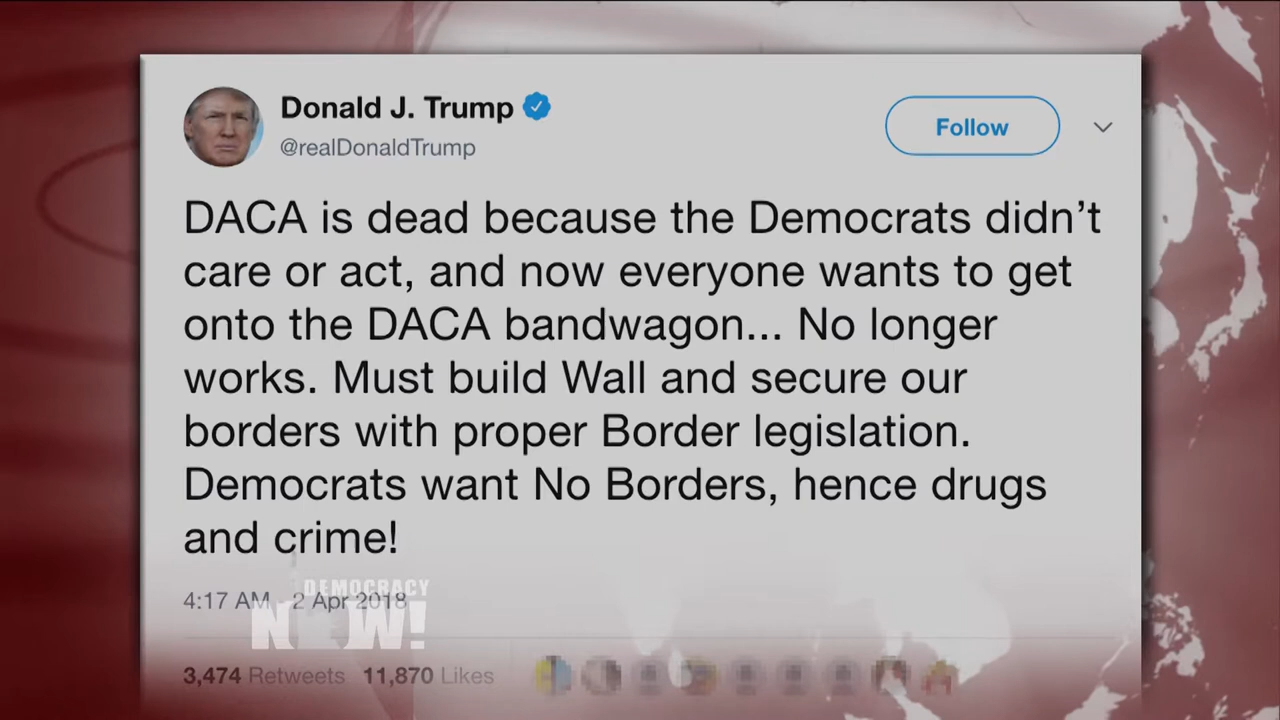 Donald J. Trump
@realDonaldTrump
Follow
DACA is dead because the Democrats didn’t
care or act, and now everyone wants to get
onto the DACA bandwagon... No longer
works. Must build Wall and secure our
borders with proper Border legislation.
Democrats want No Borders, hence drugs
and crime!
4:17 AM - 2 Apr 2018
DEMOCRACY
NOW!
3,474 Retweets 11,870 Likes